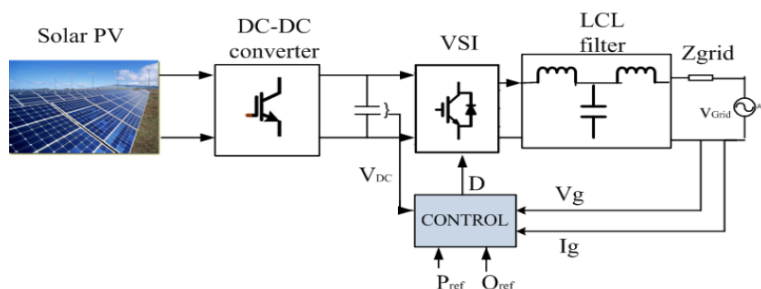 Solar PV
DC-DC
converter
VSI
LCL
filter
Zgrid
VGrid
VDC
D
Vg
CONTROL
Ig
Pref
Qref